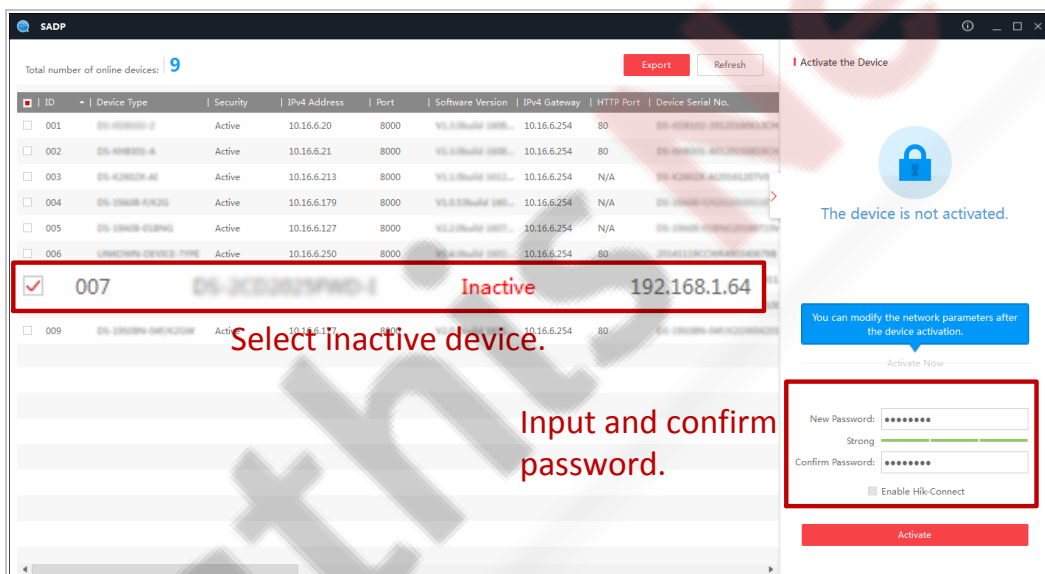 SADP
Total number of online devices: 9
Export Refresh
Activate the Device
ID Device Type Security IPv4 Address Port Software Version IPv4 Gateway HTTP Port Device Serial No.
001 Active 10.16.6.20 8000 10.16.6.254 80
002 Active 10.16.6.21 8000 10.16.6.254 80
003 Active 10.16.6.213 8000 10.16.6.254 N/A
004 Active 10.16.6.179 8000 10.16.6.254 N/A
005 Active 10.16.6.127 8000 10.16.6.254 N/A
006 Active 10.16.6.250 8000 10.16.6.254 80
007 Inactive 192.168.1.64
009 Active 8000 10.16.6.254 80
Select inactive device.
Input and confirm
password.
The device is not activated.
You can modify the network parameters after
the device activation.
Activate Now
New Password:
Strong
Confirm Password:
Enable Hik-Connect
Activate